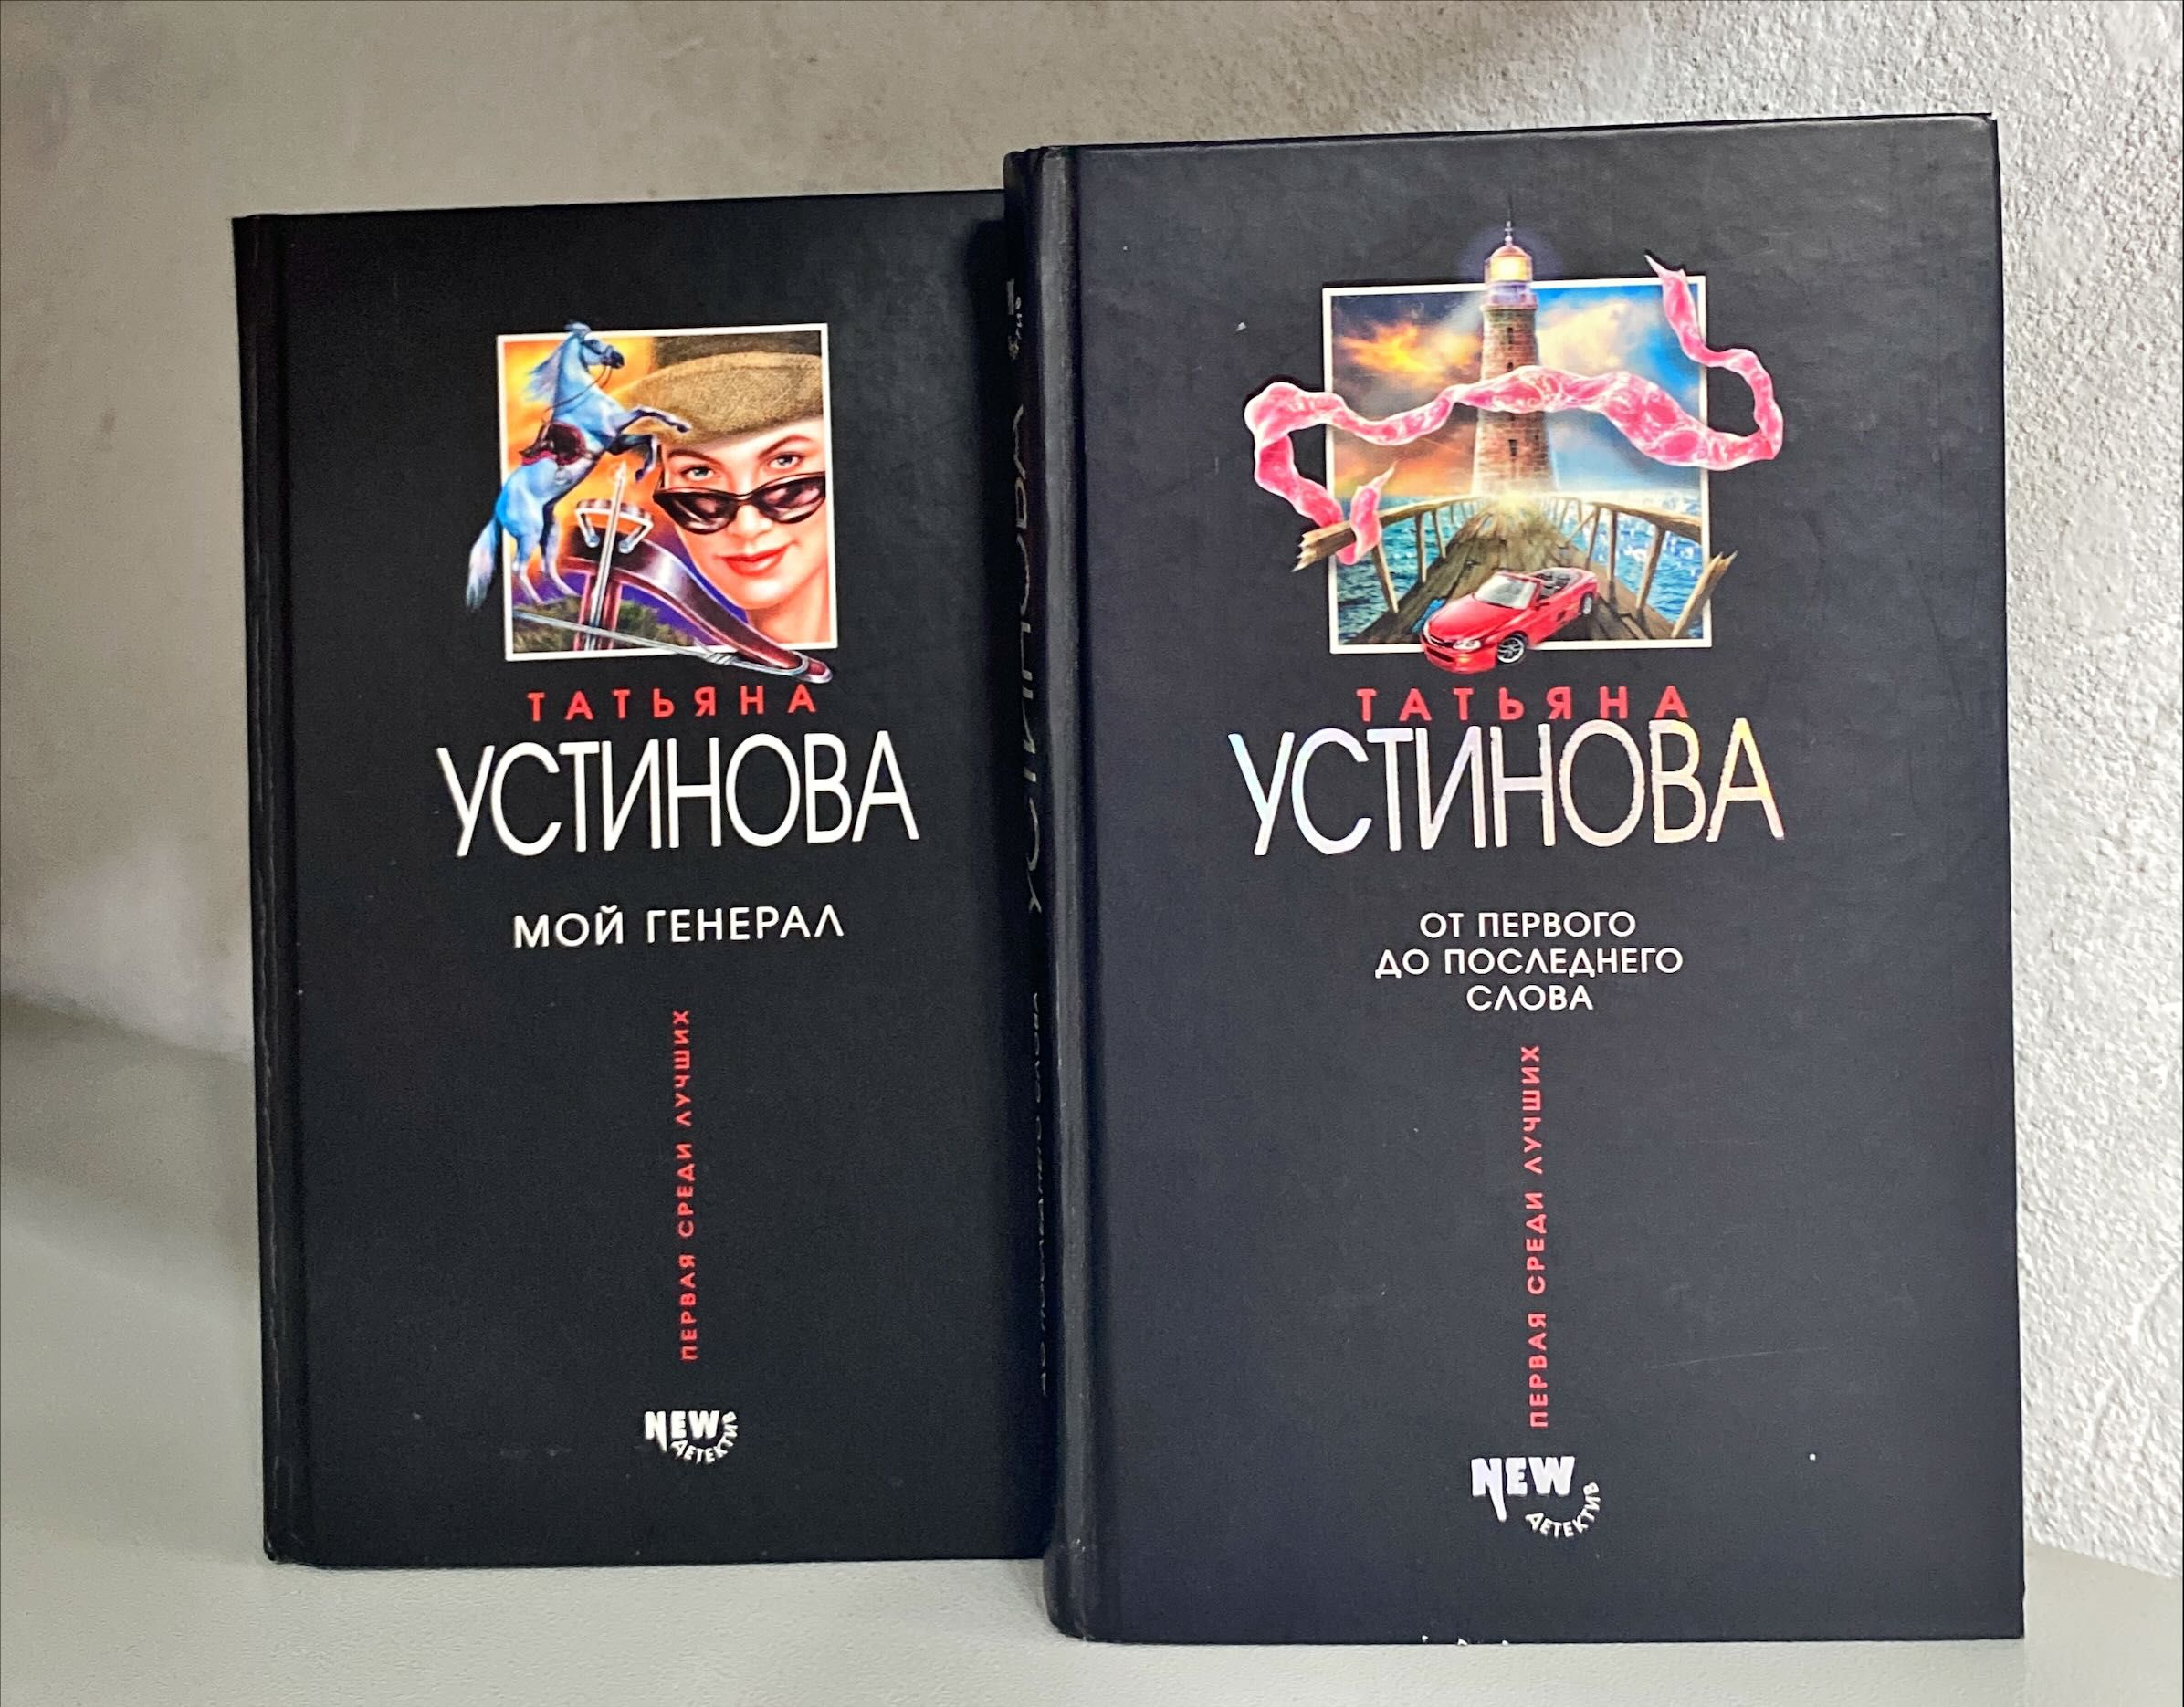 ТАТЬЯНА
УСТИНОВА
МОЙ ГЕНЕРАЛ
ПЕРВАЯ СРЕДИ ЛУЧШИХ
NEW
ДЕТЕКТИВ
УСТИНОВА
ТАТЬЯНА
УСТИНОВА
ОТ ПЕРВОГО
ДО ПОСЛЕДНЕГО
СЛОВА
ПЕРВАЯ СРЕДИ ЛУЧШИХ
NEW
ДЕТЕКТИВ